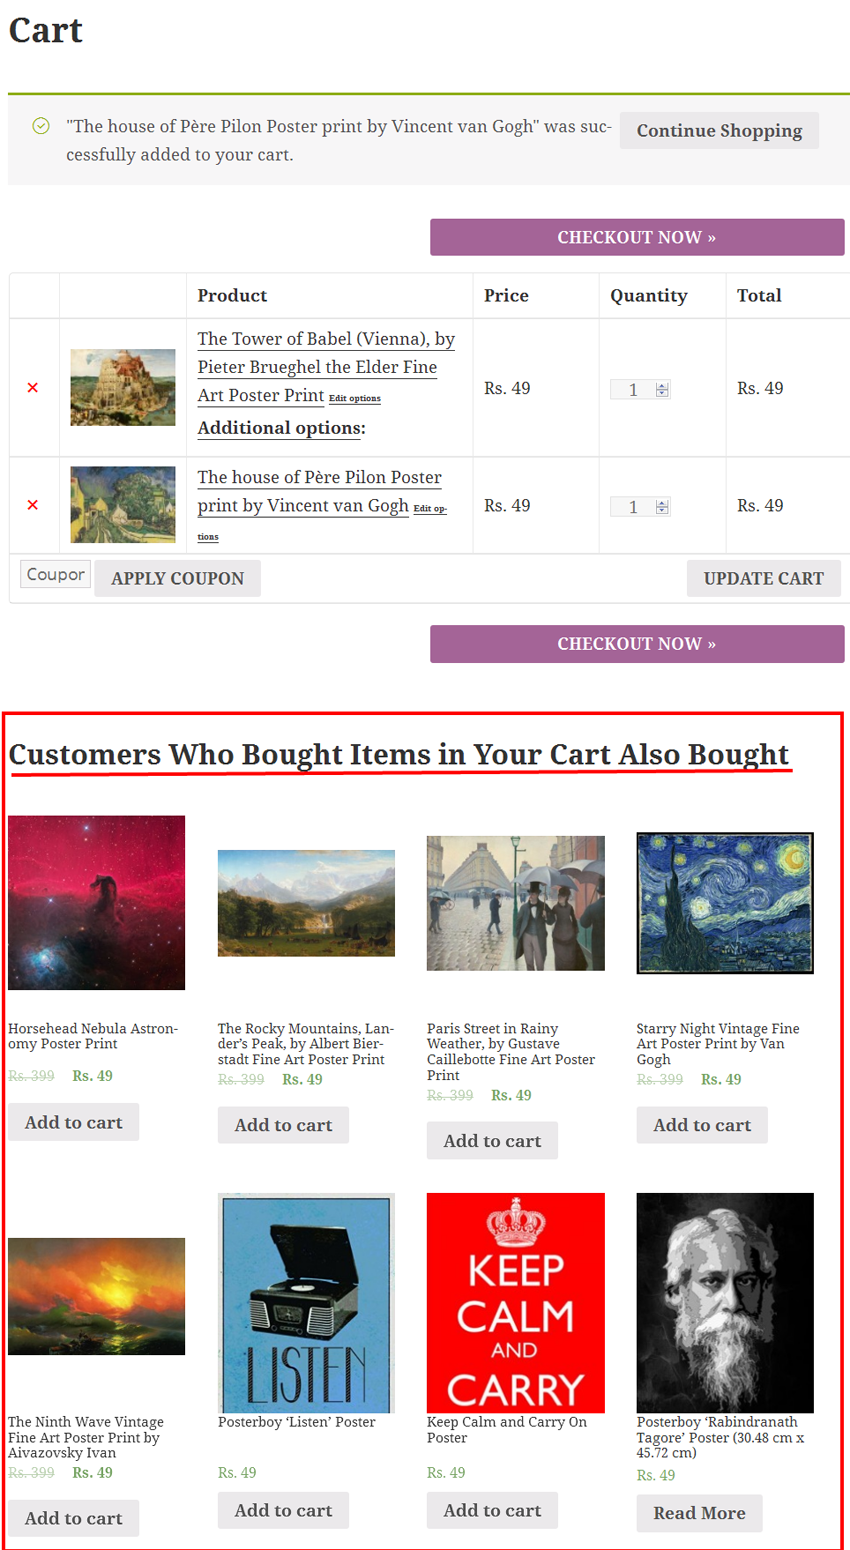 Cart
"The house of Père Pilon Poster print by Vincent van Gogh" was suc-
cessfully added to your cart.
Continue Shopping
CHECKOUT NOW »
Product Price Quantity Total
The Tower of Babel (Vienna), by
Pieter Brueghel the Elder Fine
Art Poster Print Edit options
Additional options:
Rs. 49 1 Rs. 49
The house of Père Pilon Poster
print by Vincent van Gogh Edit op-
tions
Rs. 49 1 Rs. 49
Coupon APPLY COUPON UPDATE CART
CHECKOUT NOW »
Customers Who Bought Items in Your Cart Also Bought
Horsehead Nebula Astron-
omy Poster Print
Rs. 399 Rs. 49
Add to cart
The Rocky Mountains, Lan-
der’s Peak, by Albert Bier-
stadt Fine Art Poster Print
Rs. 399 Rs. 49
Add to cart
Paris Street in Rainy
Weather, by Gustave
Caillebotte Fine Art Poster
Print
Rs. 399 Rs. 49
Add to cart
Starry Night Vintage Fine
Art Poster Print by Van
Gogh
Rs. 399 Rs. 49
Add to cart
The Ninth Wave Vintage
Fine Art Poster Print by
Aivazovsky Ivan
Rs. 399 Rs. 49
Add to cart
LISTEN
Posterboy ‘Listen’ Poster
Rs. 49
Add to cart
KEEP
CALM
AND
CARRY
Keep Calm and Carry On
Poster
Rs. 49
Add to cart
Posterboy ‘Rabindranath
Tagore’ Poster (30.48 cm x
45.72 cm)
Rs. 49
Read More